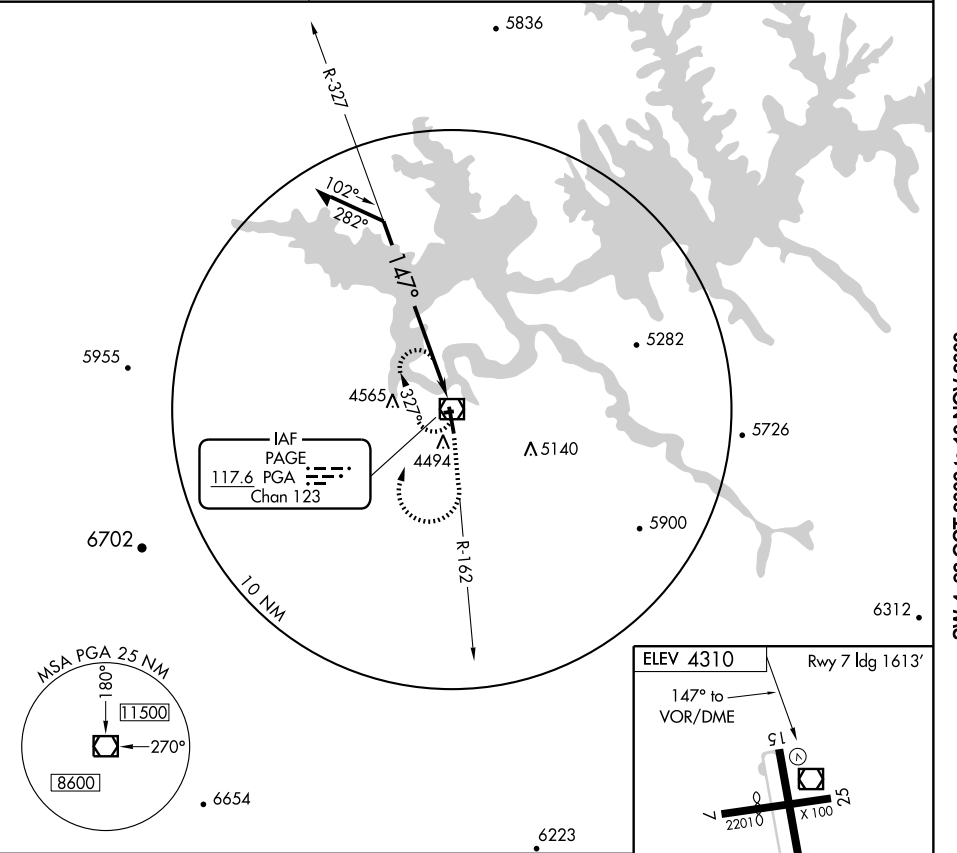 5836
R-327
102°
282°
147°
5282
5955
4565
327°
5726
IAF
PAGE
117.6 PGA
Chan 123
4494
5140
5900
R-162
6702
10 NM
6312
MSA PGA 25 NM
180°
11500
270°
8600
6654
6223
ELEV 4310
Rwy 7 ldg 1613'
147° to
VOR/DME
15
V
7
25
2201
X 100